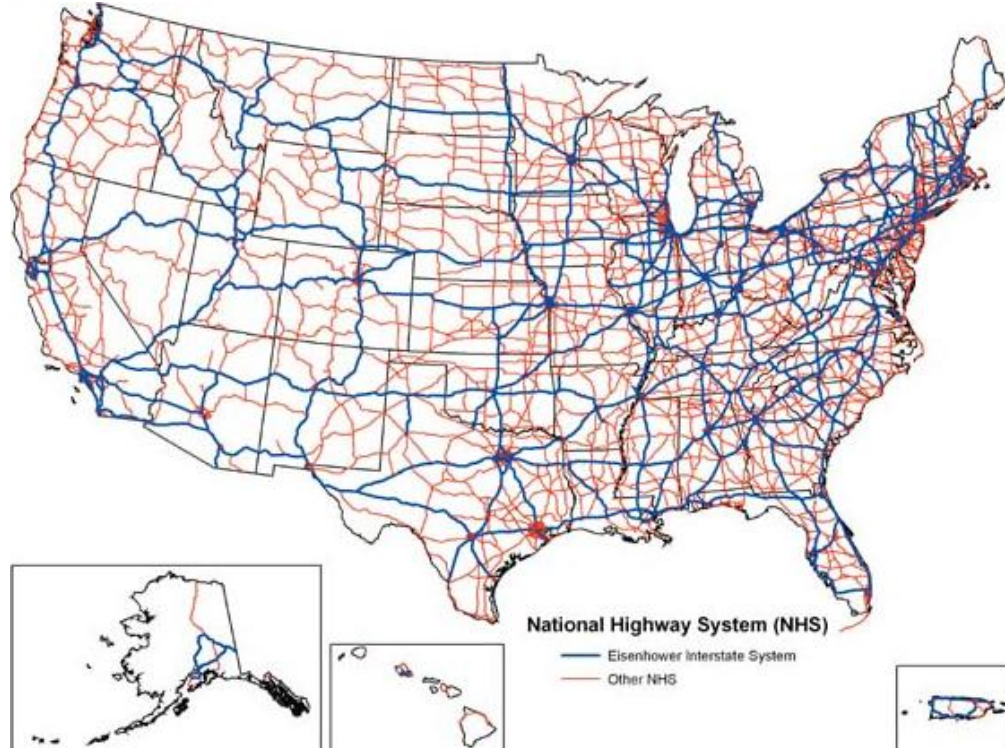 National Highway System (NHS)
Eisenhower Interstate System
Other NHS